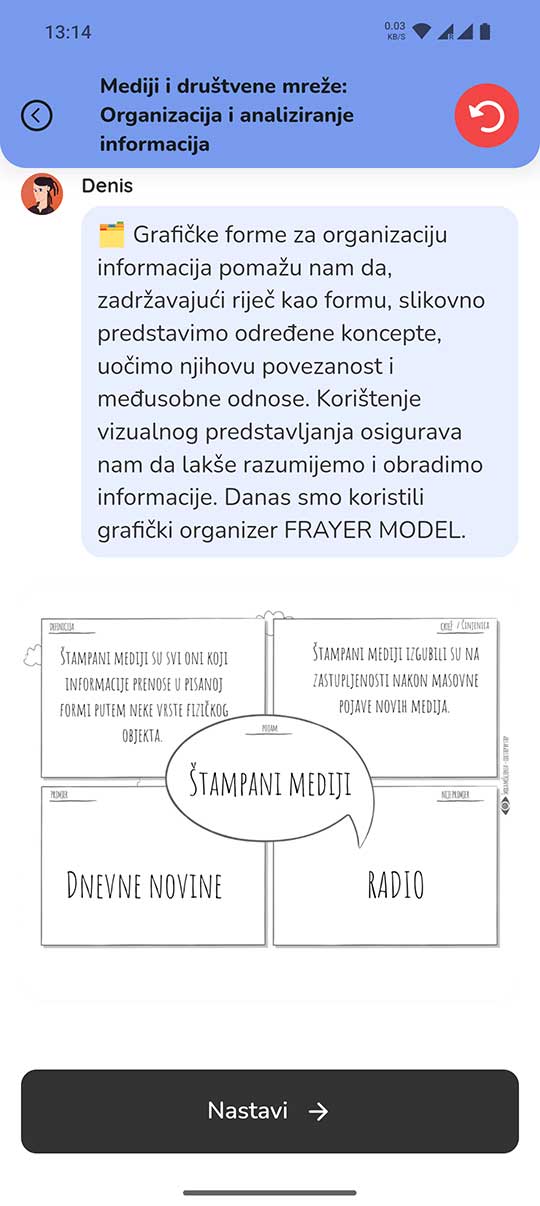 13:14
0.03
KB/S
Mediji i društvene mreže:
Organizacija i analiziranje
informacija
Denis
Grafičke forme za organizaciju
informacija pomažu nam da,
zadržavajući riječ kao formu, slikovno
predstavimo određene koncepte,
uočimo njihovu povezanost i
međusobne odnose. Korištenje
vizualnog predstavljanja osigurava
nam da lakše razumijemo i obradimo
informacije. Danas smo koristili
grafički organizer FRAYER MODEL.
DEFINICIJA
ŠTAMPANI MEDIJI SU SVI ONI KOJI
INFORMACIJE PRENOSE U PISANOJ
FORMI PUTEM NEKE VRSTE FIZIČKOG
OBJEKTA.
CRTEŽ / ČINJENICA
ŠTAMPANI MEDIJI IZGUBILI SU NA
ZASTUPLJENOSTI NAKON MASOVNE
POJAVE NOVIH MEDIJA.
POJAM
ŠTAMPANI MEDIJI
PRIMJER
DNEVNE NOVINE
NIJE PRIMJER
RADIO
Nastavi